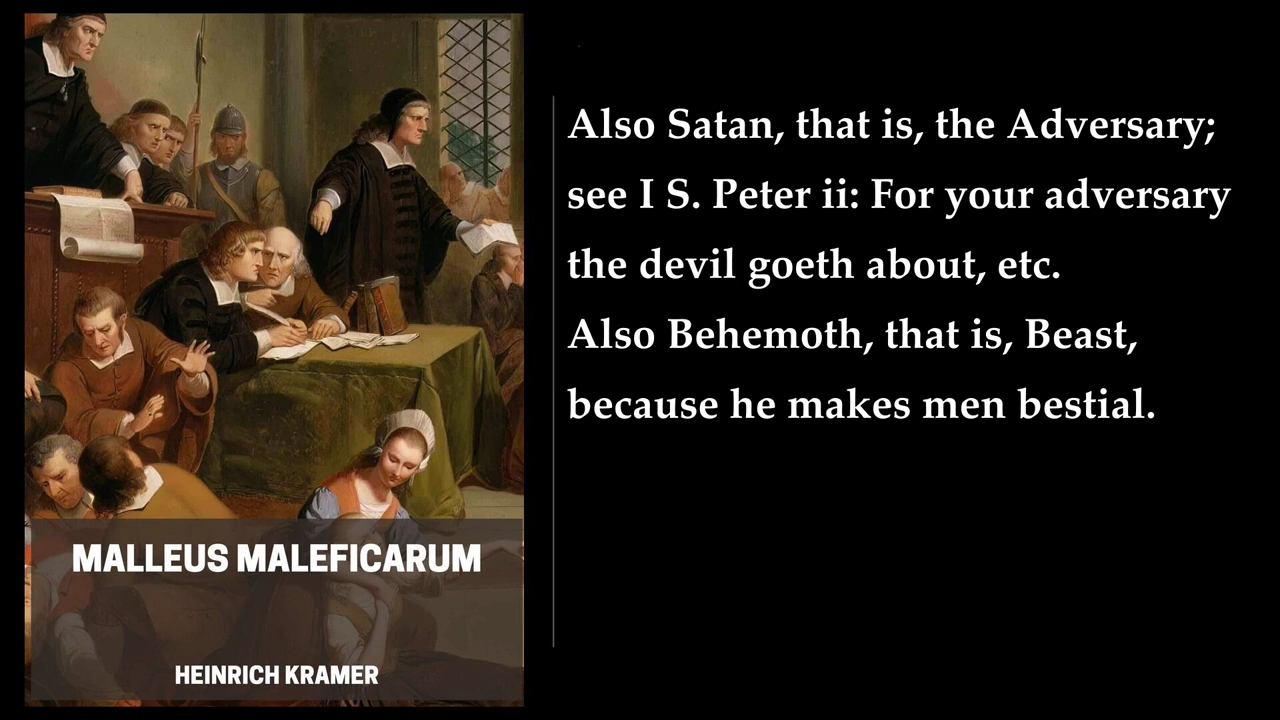 Also Satan, that is, the Adversary;
see I S. Peter ii: For your adversary
the devil goeth about, etc.
Also Behemoth, that is, Beast,
because he makes men bestial.
MALLEUS MALEFICARUM
HEINRICH KRAMER